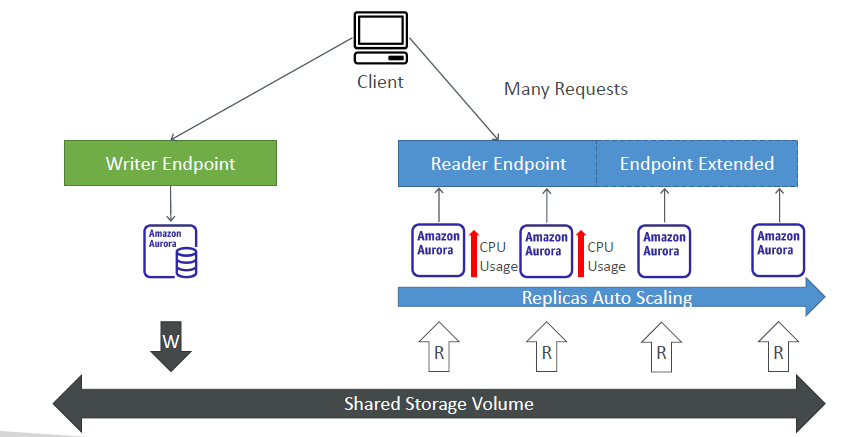 Client
Many Requests
Writer Endpoint
Reader Endpoint
Endpoint Extended
Amazon
Aurora
Amazon
Aurora
CPU
Usage
Amazon
Aurora
CPU
Usage
Amazon
Aurora
Amazon
Aurora
Replicas Auto Scaling
W
R
R
R
R
Shared Storage Volume